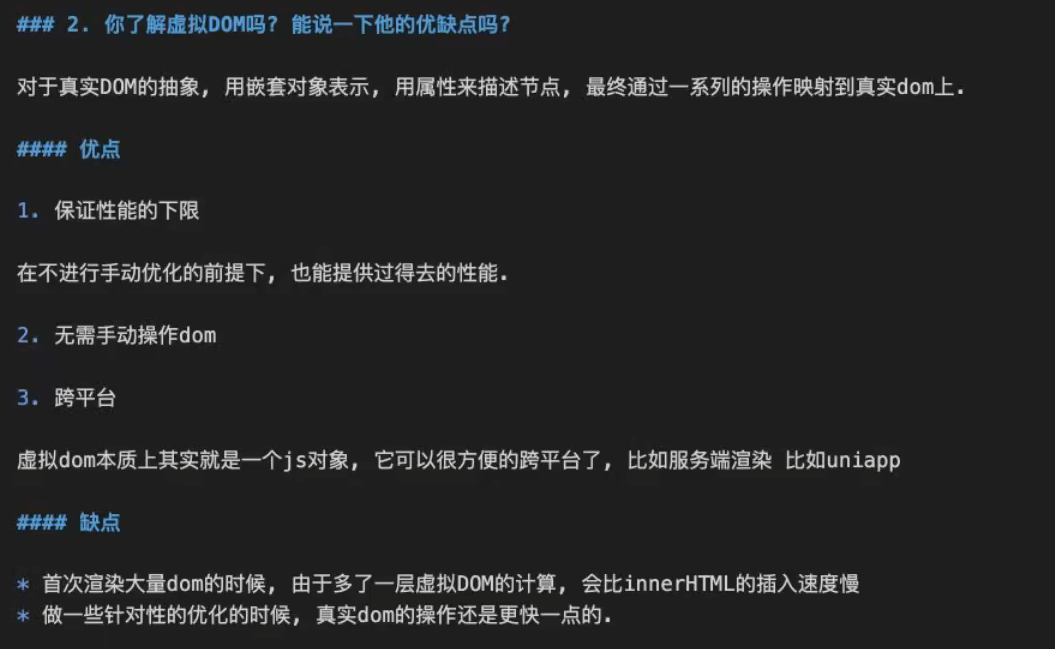 ### 2. 你了解虚拟DOM吗? 能说一下他的优缺点吗?
对于真实DOM的抽象, 用嵌套对象表示, 用属性来描述节点, 最终通过一系列的操作映射到真实dom上.
#### 优点
1. 保证性能的下限
在不进行手动优化的前提下, 也能提供过得去的性能.
2. 无需手动操作dom
3. 跨平台
虚拟dom本质上其实就是一个js对象, 它可以很方便的跨平台了, 比如服务端渲染 比如uniapp
#### 缺点
* 首次渲染大量dom的时候, 由于多了一层虚拟DOM的计算, 会比innerHTML的插入速度慢
* 做一些针对性的优化的时候, 真实dom的操作还是更快一点的.